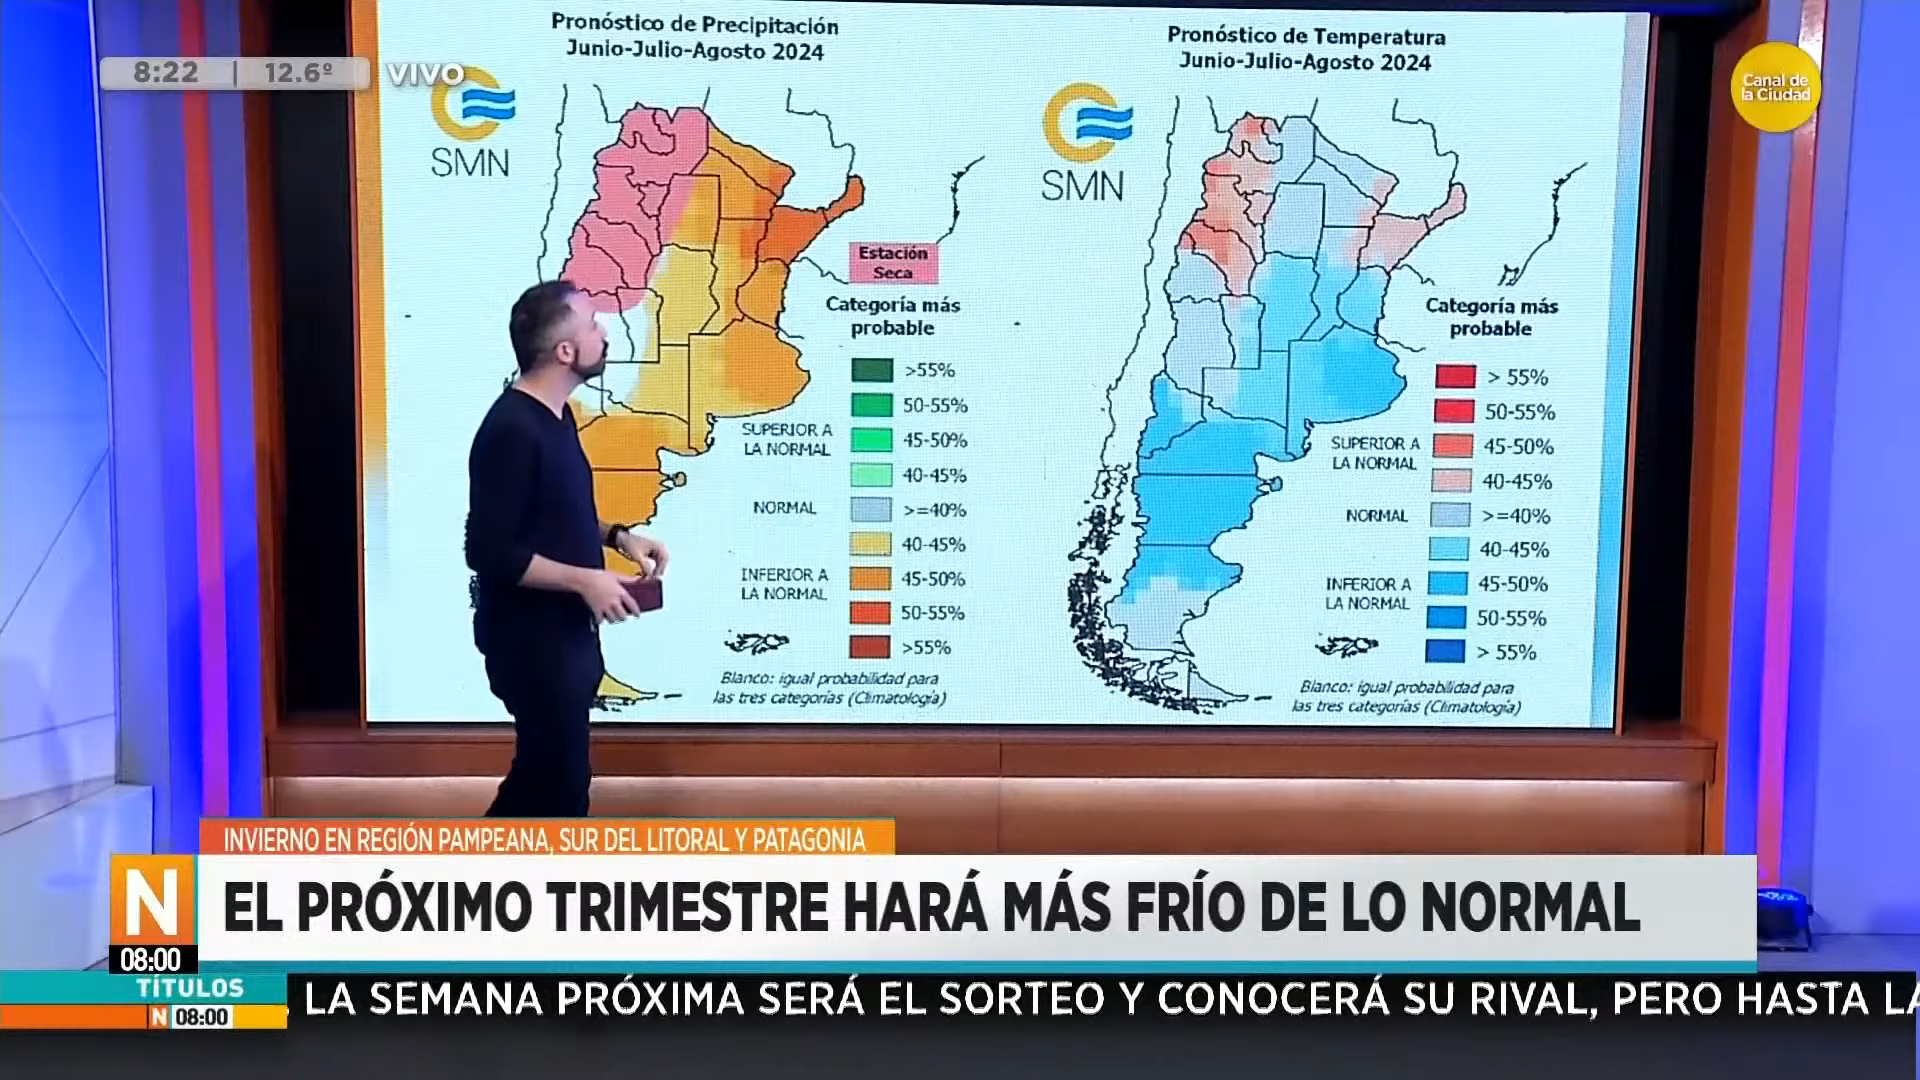 8:22 | 12.6º
VIVO
Canal de
la Ciudad
Pronóstico de Precipitación
Junio-Julio-Agosto 2024
SMN
Estación
Seca
Categoría más
probable
>55%
50-55%
SUPERIOR A
LA NORMAL
45-50%
40-45%
NORMAL
>=40%
40-45%
INFERIOR A
LA NORMAL
45-50%
50-55%
>55%
Blanco: igual probabilidad para
las tres categorías (Climatología)
Pronóstico de Temperatura
Junio-Julio-Agosto 2024
SMN
Categoría más
probable
> 55%
50-55%
SUPERIOR A
LA NORMAL
45-50%
40-45%
NORMAL
>=40%
40-45%
INFERIOR A
LA NORMAL
45-50%
50-55%
> 55%
Blanco: igual probabilidad para
las tres categorías (Climatología)
INVIERNO EN REGIÓN PAMPEANA, SUR DEL LITORAL Y PATAGONIA
N
08:00
EL PRÓXIMO TRIMESTRE HARÁ MÁS FRÍO DE LO NORMAL
TÍTULOS
N 08:00
. LA SEMANA PRÓXIMA SERÁ EL SORTEO Y CONOCERÁ SU RIVAL, PERO HASTA LA